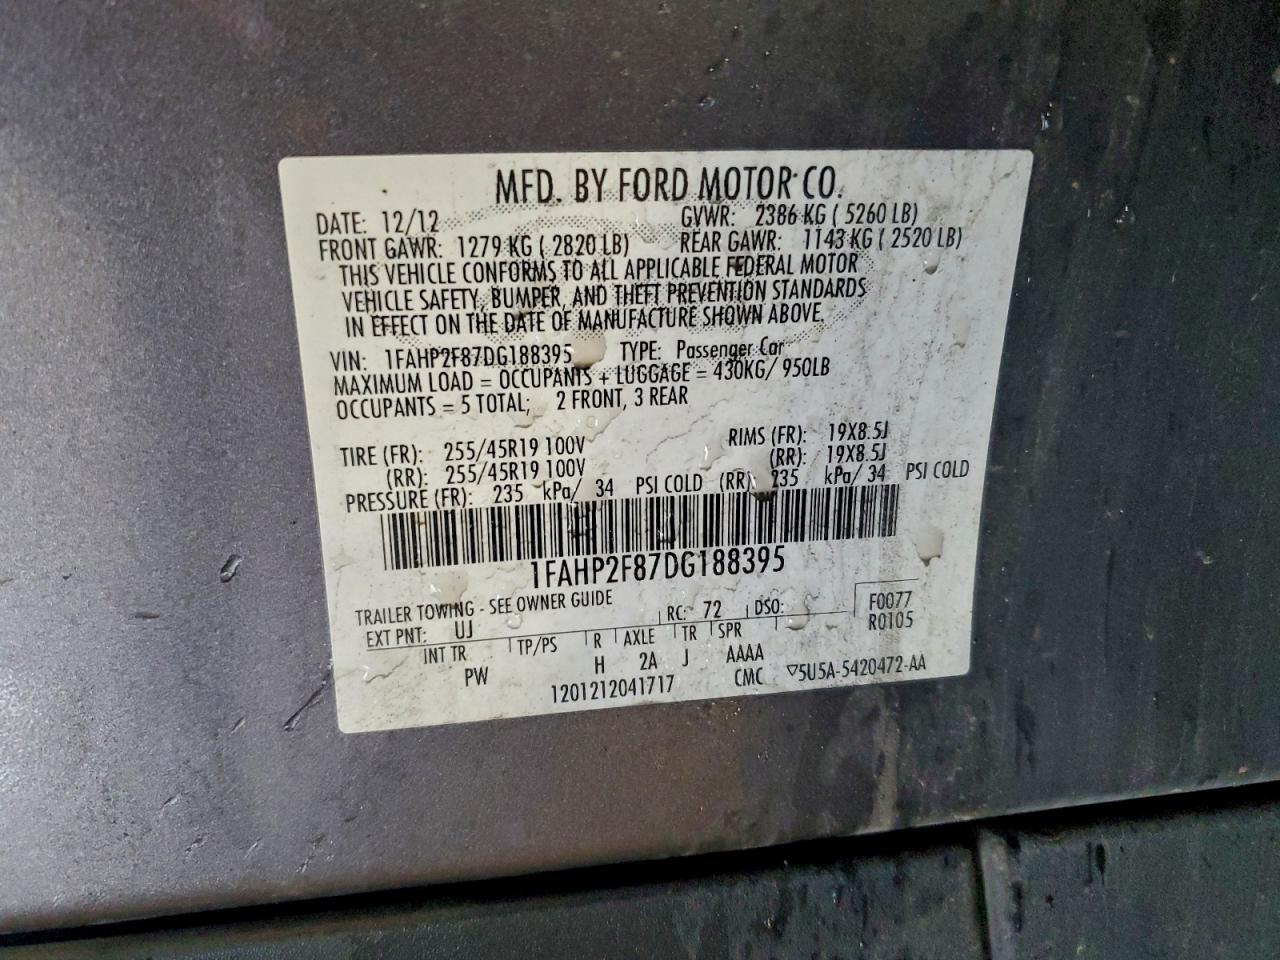 MFD. BY FORD MOTOR CO.
DATE: 12/12 GVWR: 2386 KG ( 5260 LB)
FRONT GAWR: 1279 KG ( 2820 LB) REAR GAWR: 1143 KG ( 2520 LB)
THIS VEHICLE CONFORMS TO ALL APPLICABLE FEDERAL MOTOR
VEHICLE SAFETY, BUMPER, AND THEFT PREVENTION STANDARDS
IN EFFECT ON THE DATE OF MANUFACTURE SHOWN ABOVE.
VIN: 1FAHP2F87DG188395 TYPE: Passenger Car
MAXIMUM LOAD = OCCUPANTS + LUGGAGE = 430KG/ 950LB
OCCUPANTS = 5 TOTAL; 2 FRONT, 3 REAR
TIRE (FR): 255/45R19 100V RIMS (FR): 19X8.5J
(RR): 255/45R19 100V (RR): 19X8.5J
PRESSURE (FR): 235 kPa/ 34 PSI COLD (RR) 235 kPa/ 34 PSI COLD
1FAHP2F87DG188395
TRAILER TOWING - SEE OWNER GUIDE
EXT PNT: UJ RC: 72 DSO: F0077
R0105
INT TR TP/PS R AXLE TR SPR
PW H 2A J AAAA
1201212041717 CMC ▽5U5A-5420472-AA